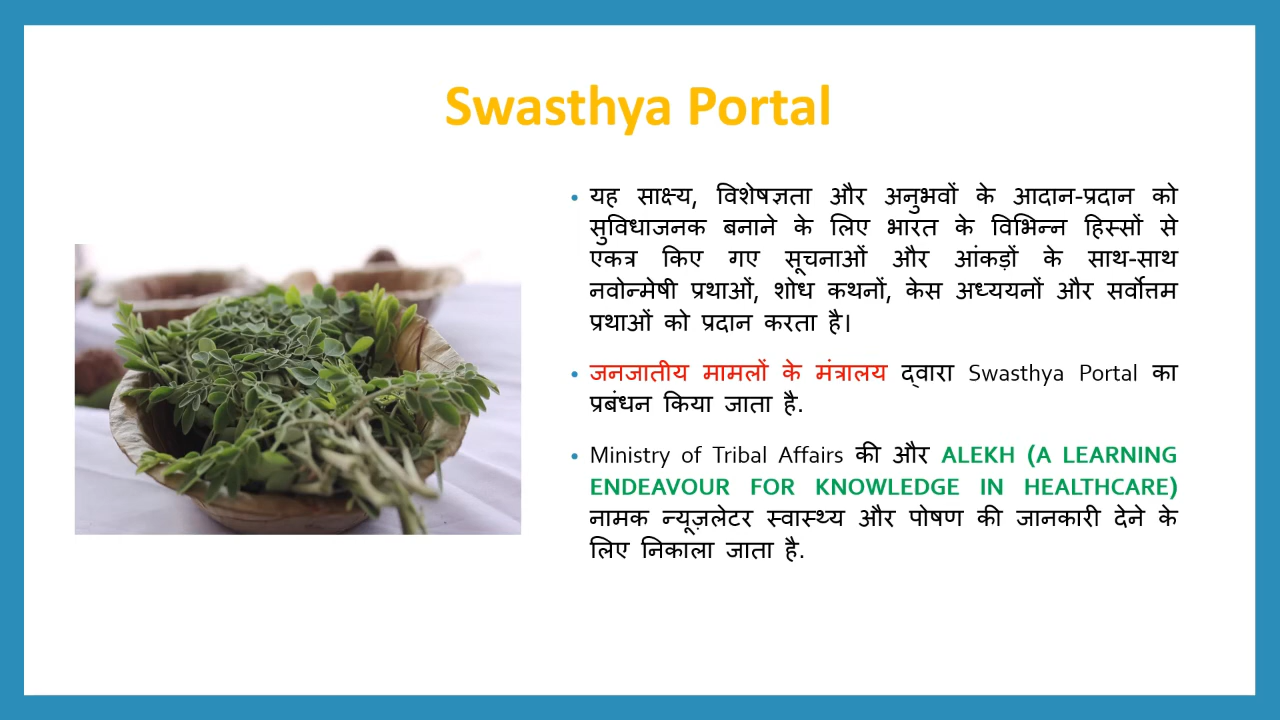 Swasthya Portal
• यह साक्ष्य, विशेषज्ञता और अनुभवों के आदान-प्रदान को
सुविधाजनक बनाने के लिए भारत के विभिन्न हिस्सों से
एकत्र किए गए सूचनाओं और आंकड़ों के साथ-साथ
नवोन्मेषी प्रथाओं, शोध कथनों, केस अध्ययनों और सर्वोत्तम
प्रथाओं को प्रदान करता है।
• जनजातीय मामलों के मंत्रालय द्वारा Swasthya Portal का
प्रबंधन किया जाता है.
• Ministry of Tribal Affairs की और ALEKH (A LEARNING
ENDEAVOUR FOR KNOWLEDGE IN HEALTHCARE)
नामक न्यूज़लेटर स्वास्थ्य और पोषण की जानकारी देने के
लिए निकाला जाता है.